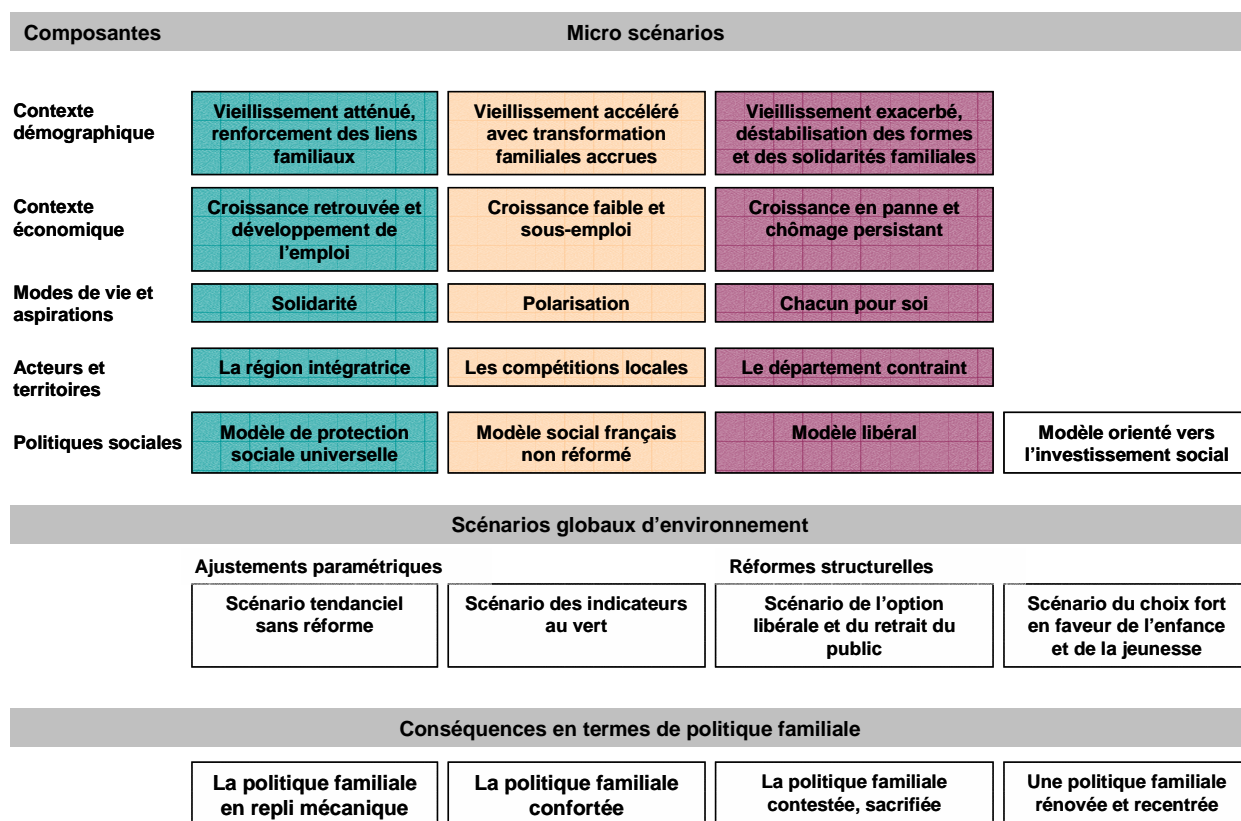 Composantes
Micro scénarios
Contexte
démographique
Vieillissement atténué,
renforcement des liens
familiaux
Vieillissement accéléré
avec transformation
familiales accrues
Vieillissement exacerbé,
déstabilisation des formes
et des solidarités familiales
Contexte
économique
Croissance retrouvée et
développement de
l'emploi
Croissance faible et
sous-emploi
Croissance en panne et
chômage persistant
Modes de vie et
aspirations
Solidarité
Polarisation
Chacun pour soi
Acteurs et
territoires
La région intégratrice
Les compétitions locales
Le département contraint
Politiques sociales
Modèle de protection
sociale universelle
Modèle social français
non réformé
Modèle libéral
Modèle orienté vers
l'investissement social
Scénarios globaux d'environnement
Ajustements paramétriques
Réformes structurelles
Scénario tendanciel
sans réforme
Scénario des indicateurs
au vert
Scénario de l'option
libérale et du retrait du
public
Scénario du choix fort
en faveur de l'enfance
et de la jeunesse
Conséquences en termes de politique familiale
La politique familiale
en repli mécanique
La politique familiale
confortée
La politique familiale
contestée, sacrifiée
Une politique familiale
rénovée et recentrée